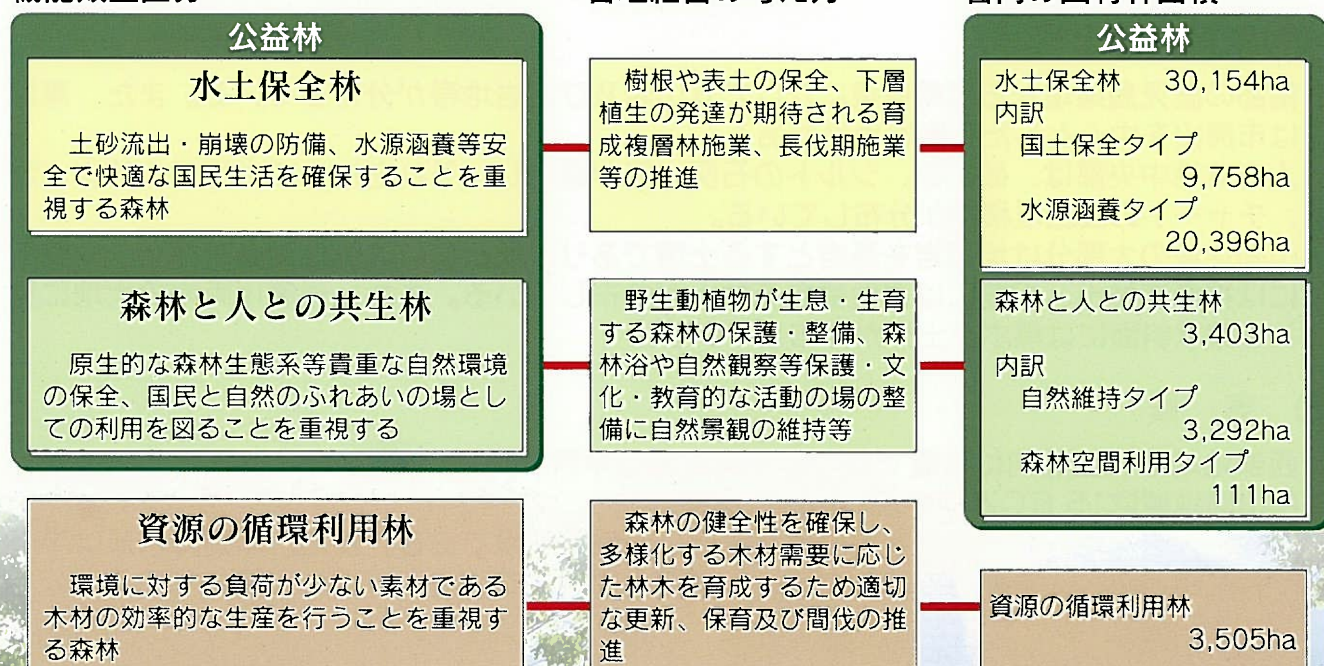 公益林
水土保全林
土砂流出・崩壊の防備、水源涵養等安
全で快適な国民生活を確保することを重
視する森林
樹根や表土の保全、下層
植生の発達が期待される育
成複層林施業、長伐期施業
等の推進
公益林
水土保全林 30,154ha
内訳
国土保全タイプ
9,758ha
水源涵養タイプ
20,396ha
森林と人との共生林
原生的な森林生態系等貴重な自然環境
の保全、国民と自然のふれあいの場とし
ての利用を図ることを重視する
野生動植物が生息・生育
する森林の保護・整備、森
林浴や自然観察等保護・文
化・教育的な活動の場の整
備に自然景観の維持等
森林と人との共生林
3,403ha
内訳
自然維持タイプ
3,292ha
森林空間利用タイプ
111ha
資源の循環利用林
環境に対する負荷が少ない素材である
木材の効率的な生産を行うことを重視す
る森林
森林の健全性を確保し、
多様化する木材需要に応じ
た林木を育成するため適切
な更新、保育及び間伐の推
進
資源の循環利用林
3,505ha